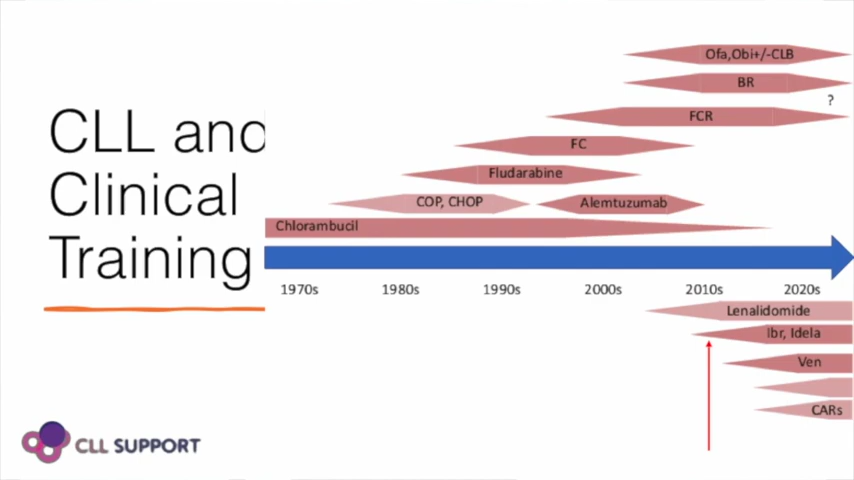 CLL and
Clinical
Training
Ofa,Obi+/-CLB
BR
?
FCR
FC
Fludarabine
COP, CHOP
Alemtuzumab
Chlorambucil
1970s 1980s 1990s 2000s 2010s 2020s
Lenalidomide
Ibr, Idela
Ven
CARs
CLL SUPPORT